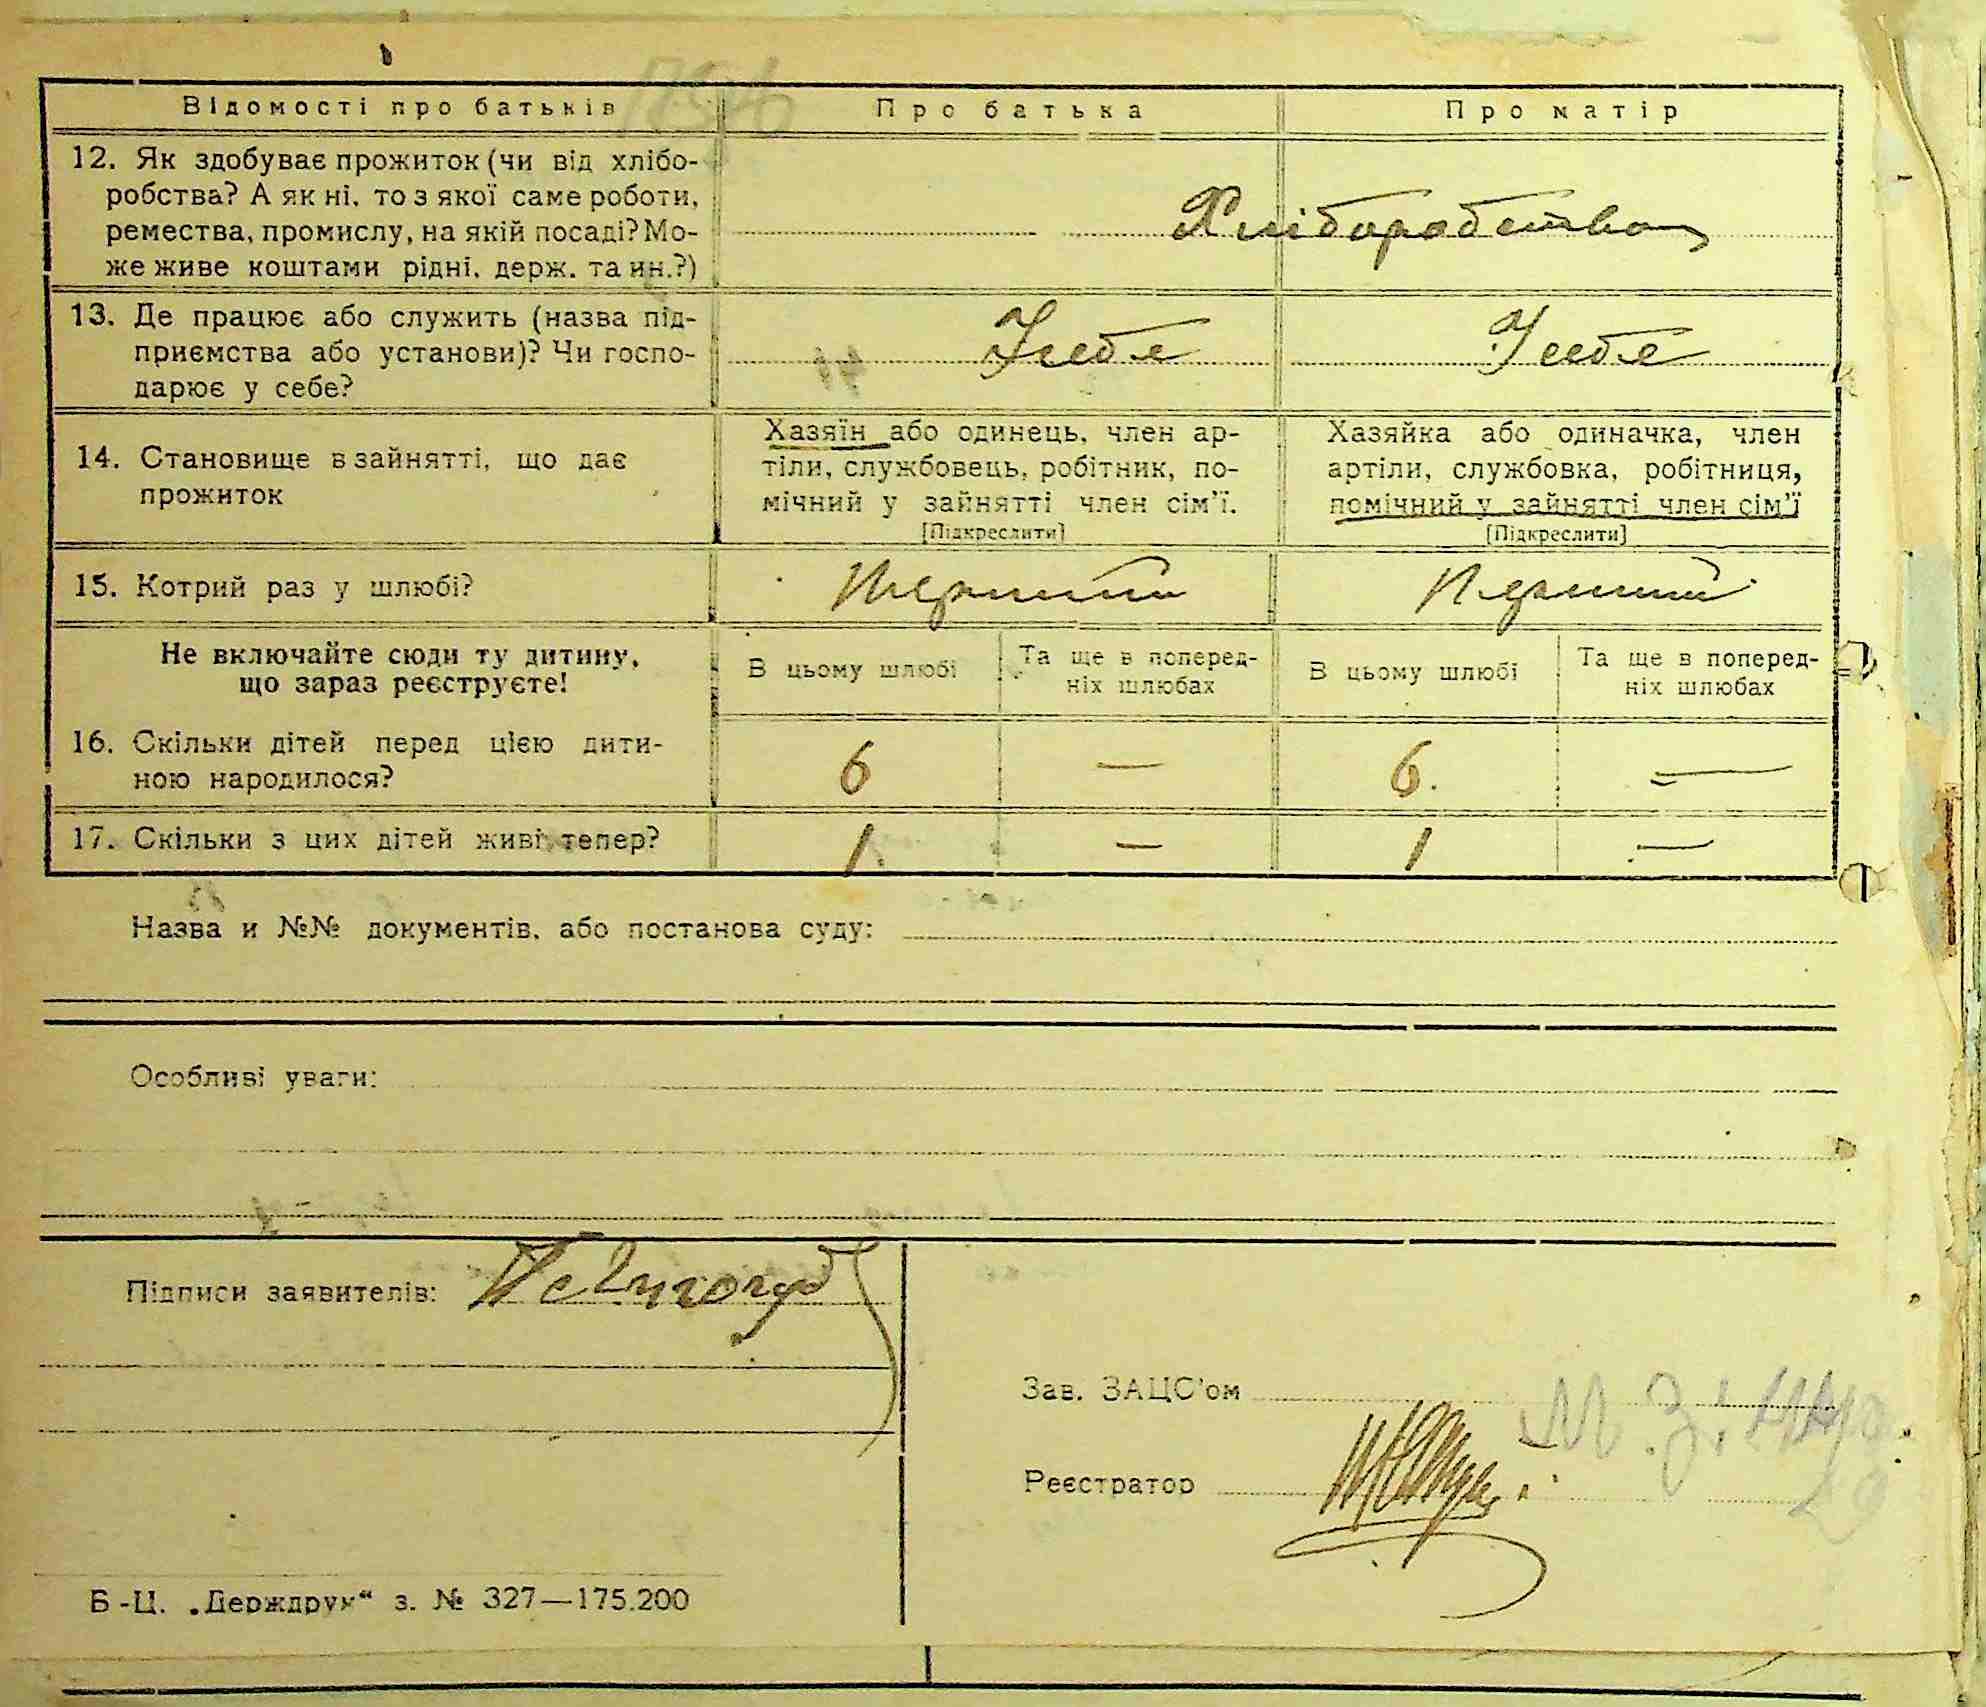 Відомості про батьків
Про батька
Про матір
12. Як здобуває прожиток (чи від хлібо-
робства? А як ні, то з якої саме роботи,
ремества, промислу, на якій посаді? Мо-
же живе коштами рідні, держ. та ин.?)
Хліборобство
13. Де працює або служить (назва під-
приємства або установи)? Чи госпо-
дарює у себе?
У себе
У себе
14. Становище в зайнятті, що дає
прожиток
Хазяїн або одинець, член ар-
тіли, службовець, робітник, по-
мічний у зайнятті член сім'ї.
[Підкреслити]
Хазяйка або одиначка, член
артіли, службовка, робітниця,
помічний у зайнятті член сім'ї
[Підкреслити]
15. Котрий раз у шлюбі?
Перший
Перший
Не включайте сюди ту дитину,
що зараз реєструєте!
В цьому шлюбі
Та ще в поперед-
ніх шлюбах
В цьому шлюбі
Та ще в поперед-
ніх шлюбах
16. Скільки дітей перед цією дити-
ною народилося?
6 — 6. —
17. Скільки з цих дітей живі тепер?
1 — 1 —
Назва и №№ документів, або постанова суду:
Особливі уваги:
Підписи заявителів:
Зав. ЗАЦС'ом
Реєстратор
Б-Ц. „Держдрук" з. № 327—175.200